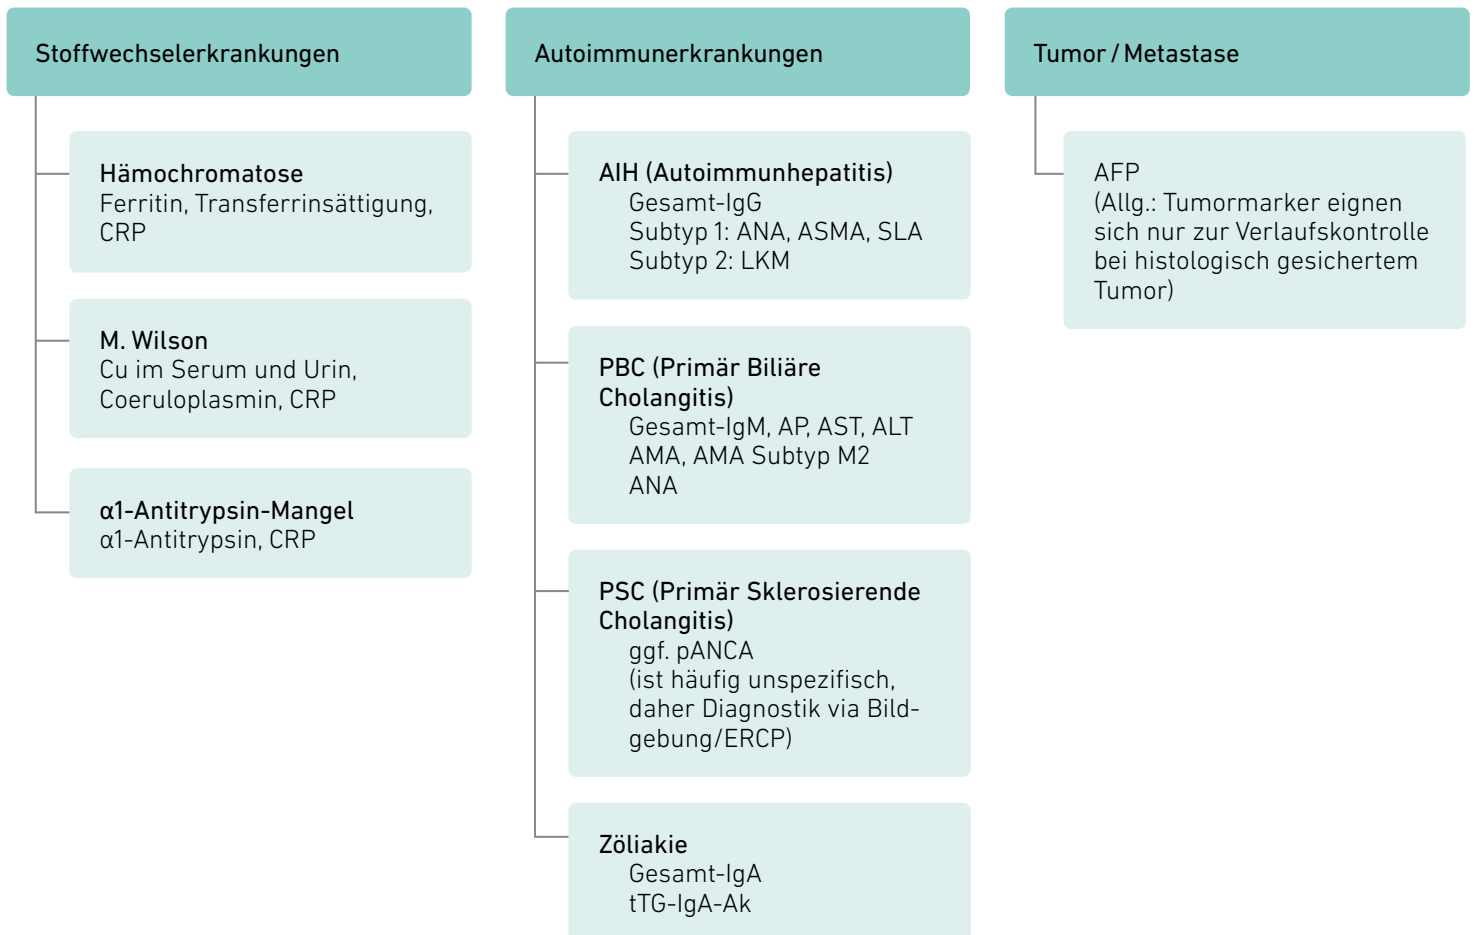 Stoffwechselerkrankungen
Hämochromatose
Ferritin, Transferrinsättigung,
CRP
M. Wilson
Cu im Serum und Urin,
Coeruloplasmin, CRP
α1-Antitrypsin-Mangel
α1-Antitrypsin, CRP
Autoimmunerkrankungen
AIH (Autoimmunhepatitis)
Gesamt-IgG
Subtyp 1: ANA, ASMA, SLA
Subtyp 2: LKM
PBC (Primär Biliäre
Cholangitis)
Gesamt-IgM, AP, AST, ALT
AMA, AMA Subtyp M2
ANA
PSC (Primär Sklerosierende
Cholangitis)
ggf. pANCA
(ist häufig unspezifisch,
daher Diagnostik via Bild-
gebung/ERCP)
Zöliakie
Gesamt-IgA
tTG-IgA-Ak
Tumor / Metastase
AFP
(Allg.: Tumormarker eignen
sich nur zur Verlaufskontrolle
bei histologisch gesichertem
Tumor)